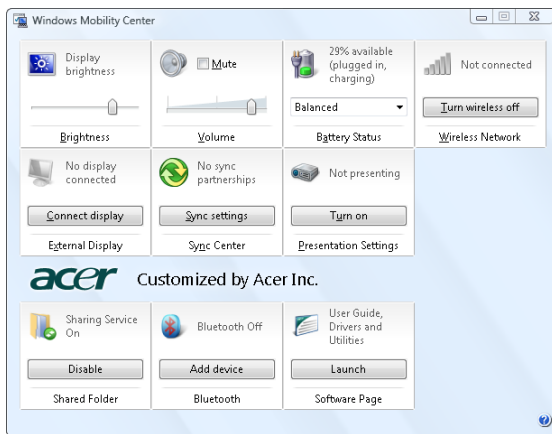 Windows Mobility Center
Display
brightness
Brightness
Mute
Volume
29% available
(plugged in,
charging)
Balanced
Battery Status
Not connected
Turn wireless off
Wireless Network
No display
connected
Connect display
External Display
No sync
partnerships
Sync settings
Sync Center
Not presenting
Turn on
Presentation Settings
acer Customized by Acer Inc.
Sharing Service
On
Disable
Shared Folder
Bluetooth Off
Add device
Bluetooth
User Guide,
Drivers and
Utilities
Launch
Software Page